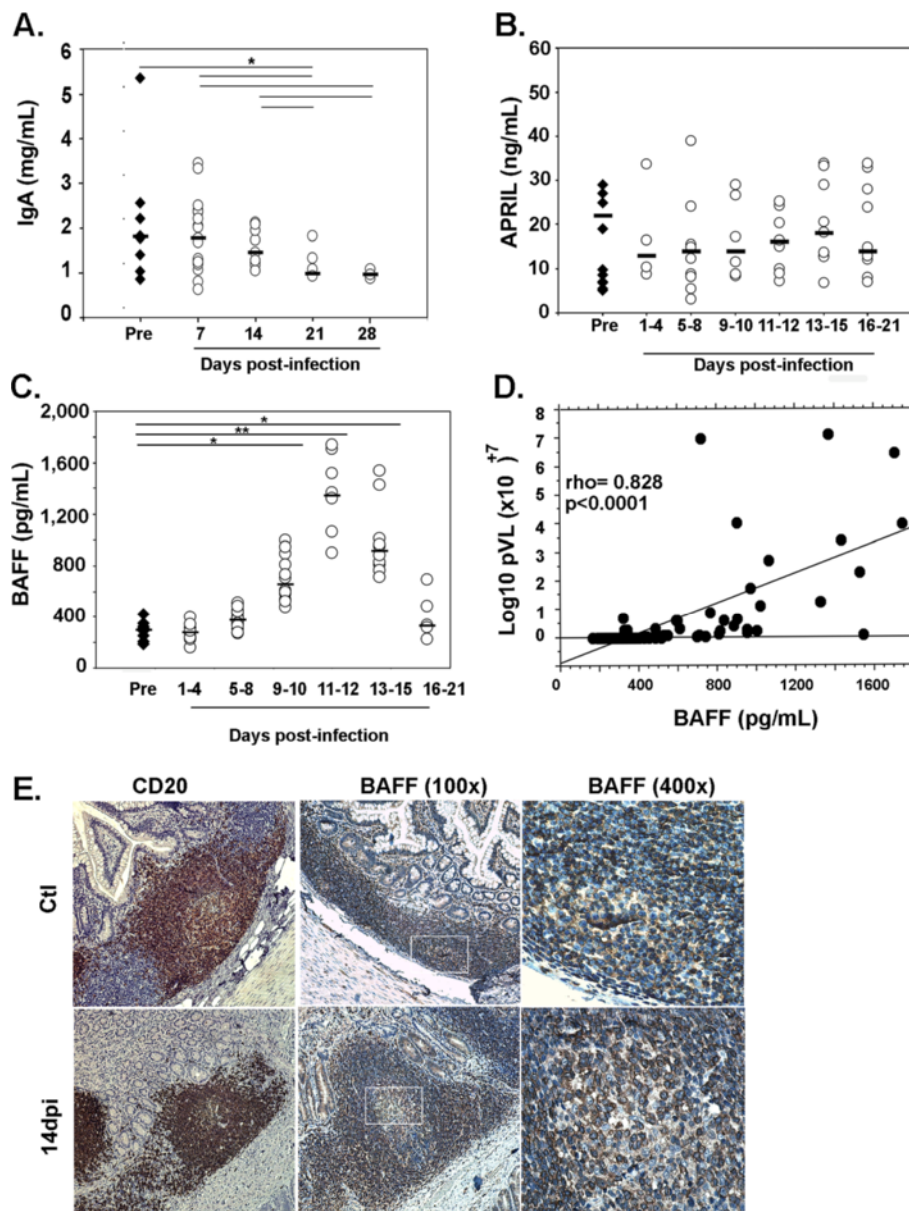 A.
6
5
4
3
2
1
0
IgA (mg/mL)
*
Pre
7
14
21
28
Days post-infection
B.
60
50
40
30
20
10
0
APRIL (ng/mL)
Pre
1-4
5-8
9-10
11-12
13-15
16-21
Days post-infection
C.
2,000
1,600
1,200
800
400
0
BAFF (pg/mL)
*
**
*
Pre
1-4
5-8
9-10
11-12
13-15
16-21
Days post-infection
D.
8
7
6
5
4
3
2
1
0
Log10 pVL (x10 )+7
rho= 0.828
p<0.0001
0
400
800
1200
1600
BAFF (pg/mL)
E.
CD20
BAFF (100x)
BAFF (400x)
Ctl
14dpi